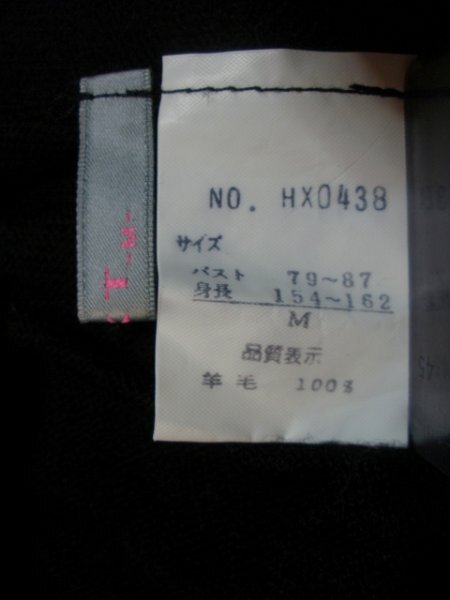 NO. HX0438
サイズ
バスト 79~87
身長 154~162
M
品質表示
羊毛 100%